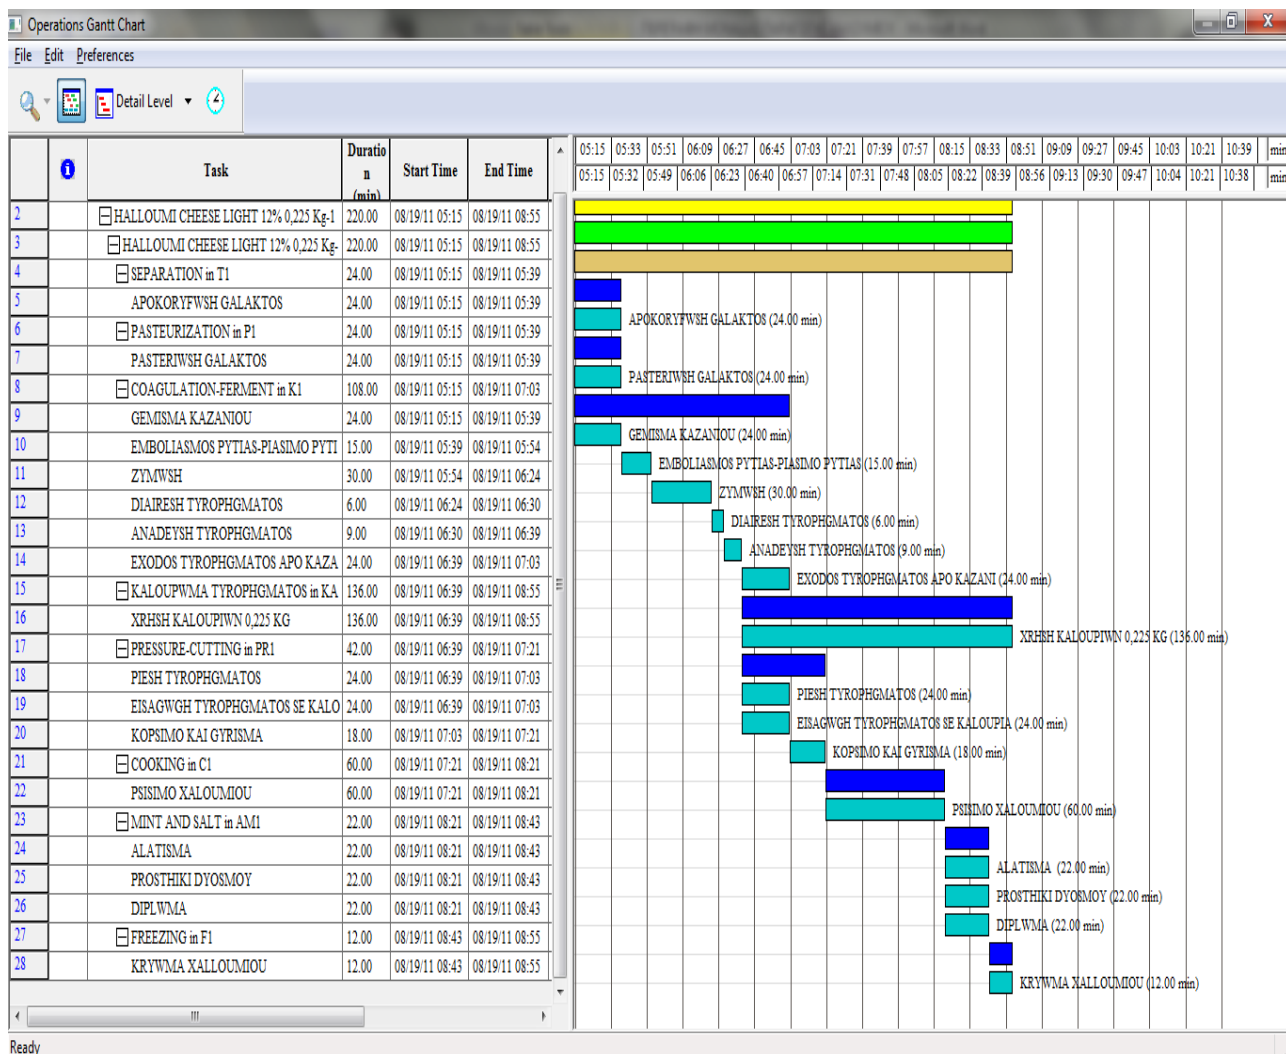 Operations Gantt Chart
File Edit Preferences
Detail Level
Task Duratio n (min) Start Time End Time
05:15 05:33 05:51 06:09 06:27 06:45 07:03 07:21 07:39 07:57 08:15 08:33 08:51 09:09 09:27 09:45 10:03 10:21 10:39 min
05:15 05:32 05:49 06:06 06:23 06:40 06:57 07:14 07:31 07:48 08:05 08:22 08:39 08:56 09:13 09:30 09:47 10:04 10:21 10:38 min
2 HALLOUMI CHEESE LIGHT 12% 0,225 Kg-1 220.00 08/19/11 05:15 08/19/11 08:55
3 HALLOUMI CHEESE LIGHT 12% 0,225 Kg- 220.00 08/19/11 05:15 08/19/11 08:55
4 SEPARATION in T1 24.00 08/19/11 05:15 08/19/11 05:39
5 APOKORYFWSH GALAKTOS 24.00 08/19/11 05:15 08/19/11 05:39
APOKORYFWSH GALAKTOS (24.00 min)
6 PASTEURIZATION in P1 24.00 08/19/11 05:15 08/19/11 05:39
7 PASTERIWSH GALAKTOS 24.00 08/19/11 05:15 08/19/11 05:39
PASTERIWSH GALAKTOS (24.00 min)
8 COAGULATION-FERMENT in K1 108.00 08/19/11 05:15 08/19/11 07:03
9 GEMISMA KAZANIOU 24.00 08/19/11 05:15 08/19/11 05:39
GEMISMA KAZANIOU (24.00 min)
10 EMBOLIASMOS PYTIAS-PIASIMO PYTI 15.00 08/19/11 05:39 08/19/11 05:54
EMBOLIASMOS PYTIAS-PIASIMO PYTIAS (15.00 min)
11 ZYMWSH 30.00 08/19/11 05:54 08/19/11 06:24
ZYMWSH (30.00 min)
12 DIAIRESH TYROPHGMATOS 6.00 08/19/11 06:24 08/19/11 06:30
DIAIRESH TYROPHGMATOS (6.00 min)
13 ANADEYSH TYROPHGMATOS 9.00 08/19/11 06:30 08/19/11 06:39
ANADEYSH TYROPHGMATOS (9.00 min)
14 EXODOS TYROPHGMATOS APO KAZA 24.00 08/19/11 06:39 08/19/11 07:03
EXODOS TYROPHGMATOS APO KAZANI (24.00 min)
15 KALOUPWMA TYROPHGMATOS in KA 136.00 08/19/11 06:39 08/19/11 08:55
16 XRHSH KALOUPIWN 0,225 KG 136.00 08/19/11 06:39 08/19/11 08:55
XRHSH KALOUPIWN 0,225 KG (136.00 min)
17 PRESSURE-CUTTING in PR1 42.00 08/19/11 06:39 08/19/11 07:21
18 PIESH TYROPHGMATOS 24.00 08/19/11 06:39 08/19/11 07:03
PIESH TYROPHGMATOS (24.00 min)
19 EISAGWGH TYROPHGMATOS SE KALO 24.00 08/19/11 06:39 08/19/11 07:03
EISAGWGH TYROPHGMATOS SE KALOUPIA (24.00 min)
20 KOPSIMO KAI GYRISMA 18.00 08/19/11 07:03 08/19/11 07:21
KOPSIMO KAI GYRISMA (18.00 min)
21 COOKING in C1 60.00 08/19/11 07:21 08/19/11 08:21
22 PSISIMO XALOUMIOU 60.00 08/19/11 07:21 08/19/11 08:21
PSISIMO XALOUMIOU (60.00 min)
23 MINT AND SALT in AM1 22.00 08/19/11 08:21 08/19/11 08:43
24 ALATISMA 22.00 08/19/11 08:21 08/19/11 08:43
ALATISMA (22.00 min)
25 PROSTHIKI DYOSMOY 22.00 08/19/11 08:21 08/19/11 08:43
PROSTHIKI DYOSMOY (22.00 min)
26 DIPLWMA 22.00 08/19/11 08:21 08/19/11 08:43
DIPLWMA (22.00 min)
27 FREEZING in F1 12.00 08/19/11 08:43 08/19/11 08:55
28 KRYWMA XALLOUMIOU 12.00 08/19/11 08:43 08/19/11 08:55
KRYWMA XALLOUMIOU (12.00 min)
Ready